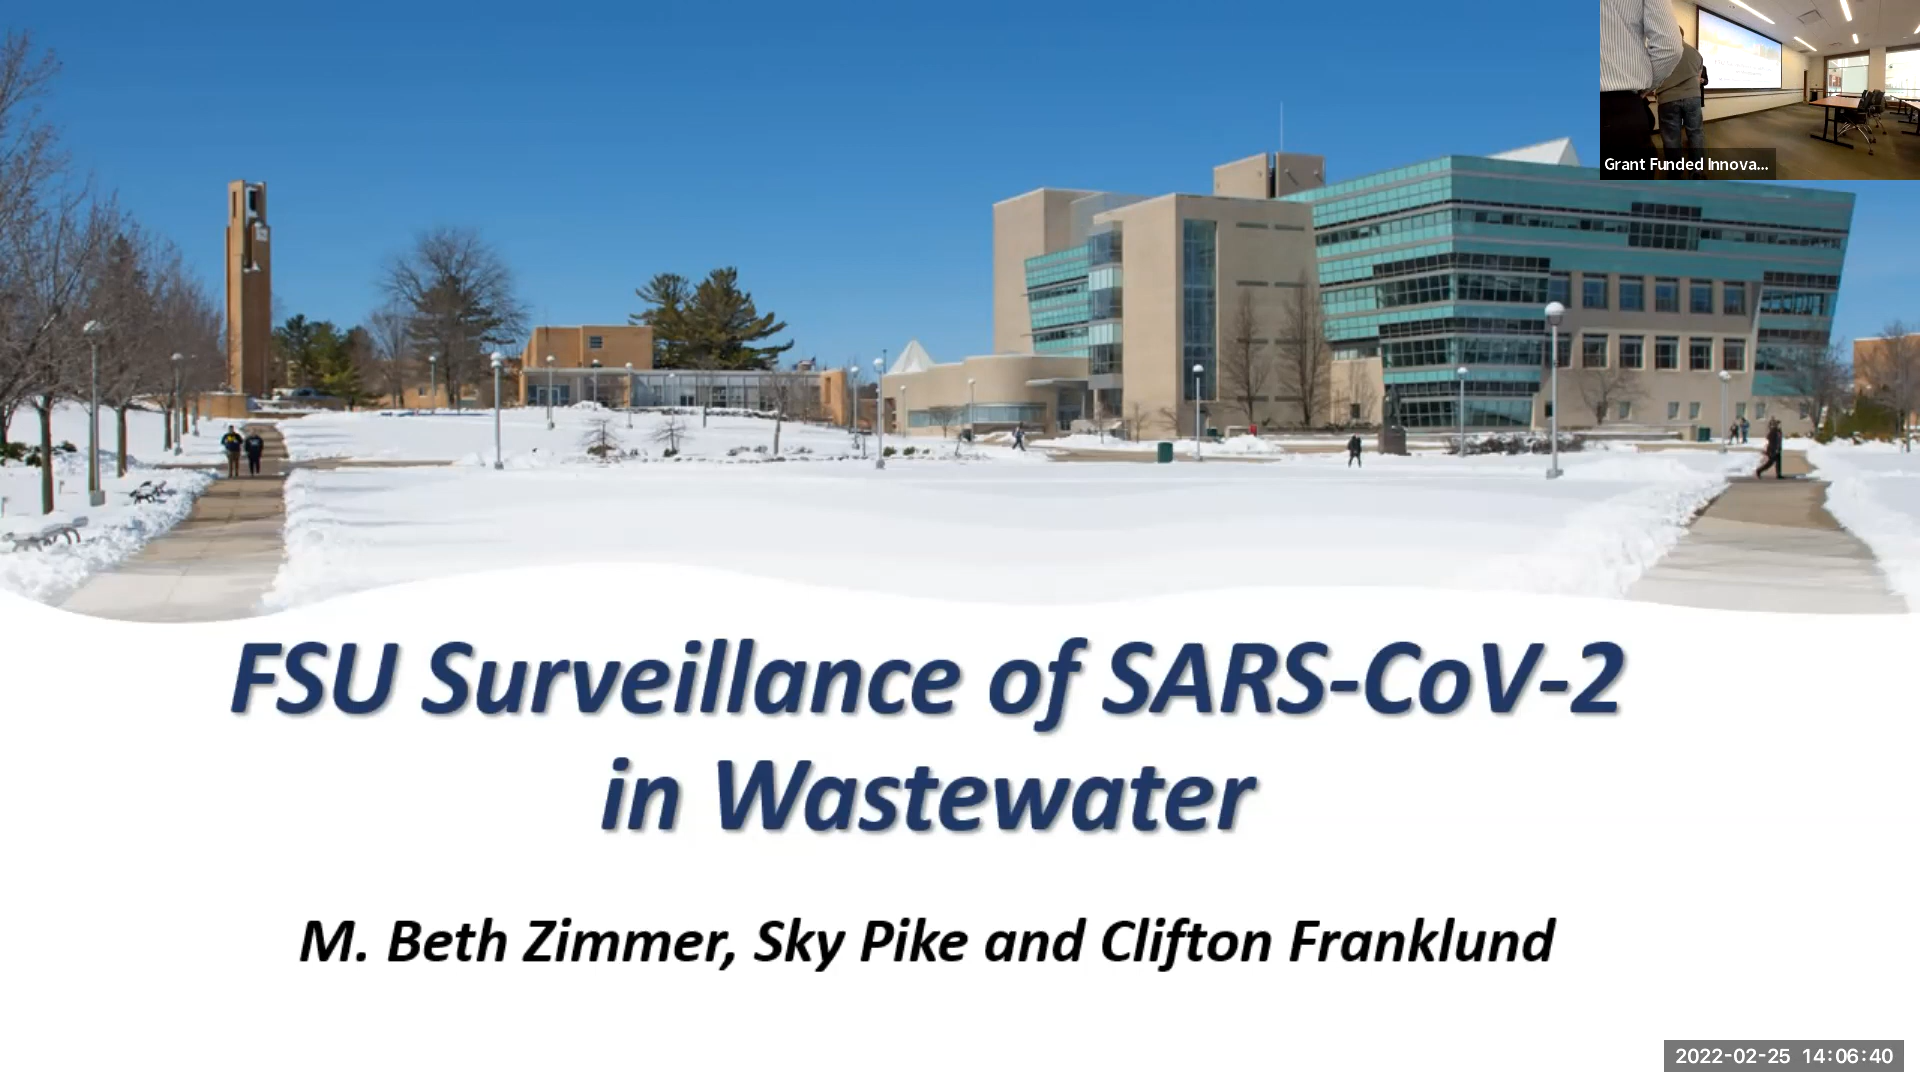 Grant Funded Innova...
FSU Surveillance of SARS-CoV-2
in Wastewater
M. Beth Zimmer, Sky Pike and Clifton Franklund
2022-02-25 14:06:40